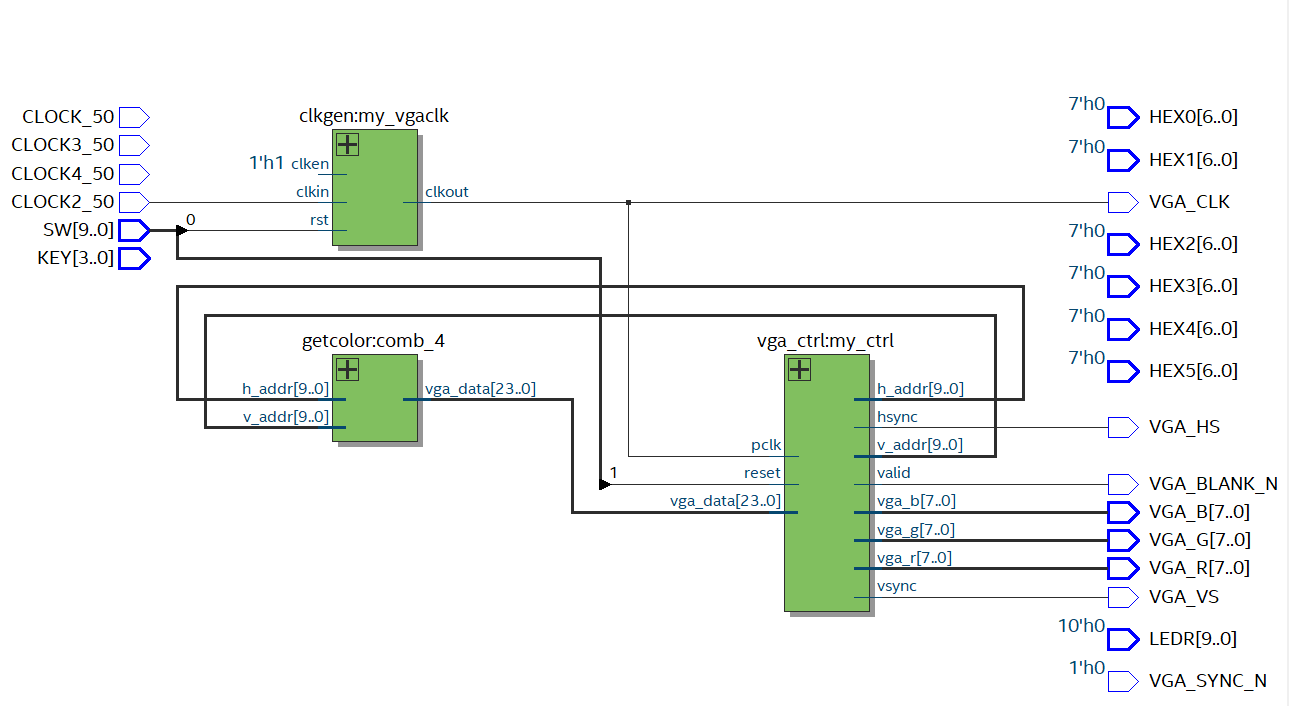 CLOCK_50
CLOCK3_50
CLOCK4_50
CLOCK2_50
SW[9..0]
KEY[3..0]
0
clkgen:my_vgaclk
1'h1 clken
clkin
rst
clkout
getcolor:comb_4
h_addr[9..0]
v_addr[9..0]
vga_data[23..0]
vga_ctrl:my_ctrl
pclk
1
reset
vga_data[23..0]
h_addr[9..0]
hsync
v_addr[9..0]
valid
vga_b[7..0]
vga_g[7..0]
vga_r[7..0]
vsync
7'h0 HEX0[6..0]
7'h0 HEX1[6..0]
VGA_CLK
7'h0 HEX2[6..0]
7'h0 HEX3[6..0]
7'h0 HEX4[6..0]
7'h0 HEX5[6..0]
VGA_HS
VGA_BLANK_N
VGA_B[7..0]
VGA_G[7..0]
VGA_R[7..0]
VGA_VS
10'h0 LEDR[9..0]
1'h0 VGA_SYNC_N